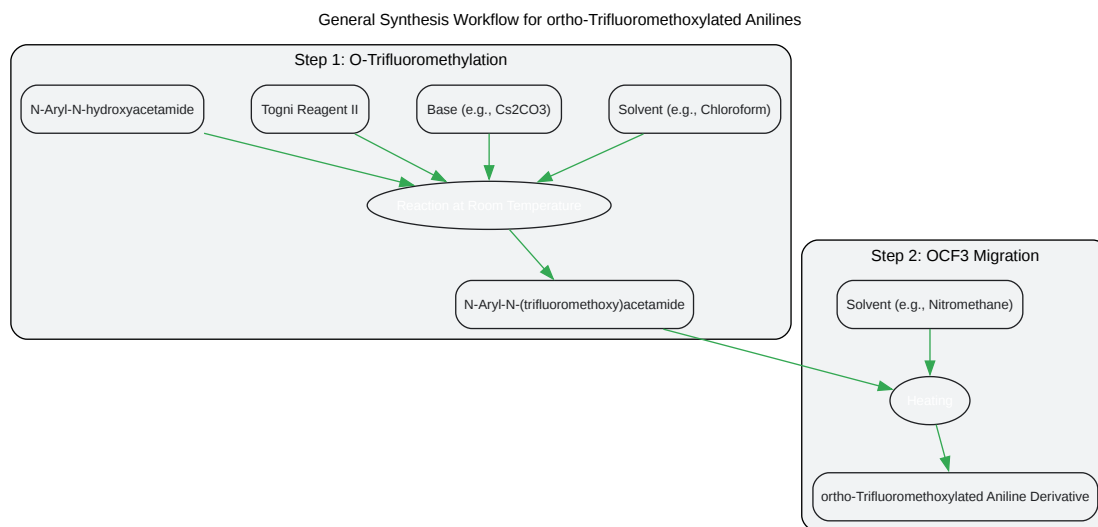 General Synthesis Workflow for ortho-Trifluoromethoxylated Anilines
Step 1: O-Trifluoromethylation
N-Aryl-N-hydroxyacetamide
Togni Reagent II
Base (e.g., Cs2CO3)
Solvent (e.g., Chloroform)
Reaction at Room Temperature
N-Aryl-N-(trifluoromethoxy)acetamide
Step 2: OCF3 Migration
Solvent (e.g., Nitromethane)
Heating
ortho-Trifluoromethoxylated Aniline Derivative